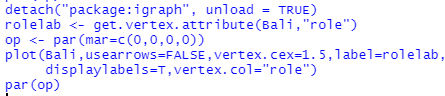 detach("package:igraph", unload = TRUE)
rolelab <- get.vertex.attribute(Bali,"role")
op <- par(mar=c(0,0,0,0))
plot(Bali,usearrows=FALSE,vertex.cex=1.5,label=rolelab,
displaylabels=T,vertex.col="role")
par(op)